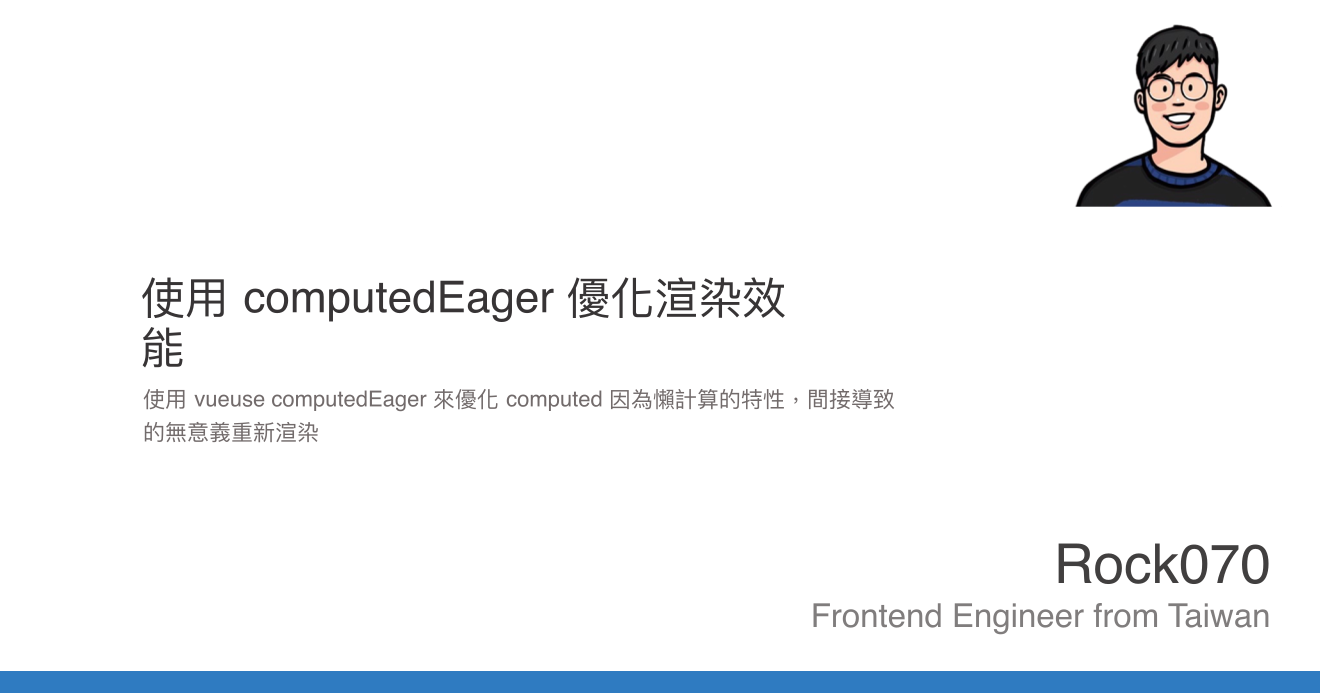 使用 computedEager 優化渲染效
能
使用 vueuse computedEager 來優化 computed 因為懶計算的特性，間接導致
的無意義重新渲染
Rock070
Frontend Engineer from Taiwan